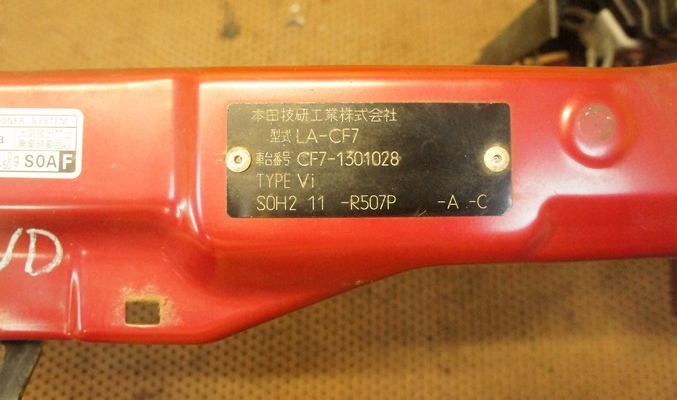 本田技研工業株式会社
型式 LA-CF7
車台番号 CF7-1301028
TYPE Vi
S0H2 11 -R507P -A -C
SOA F